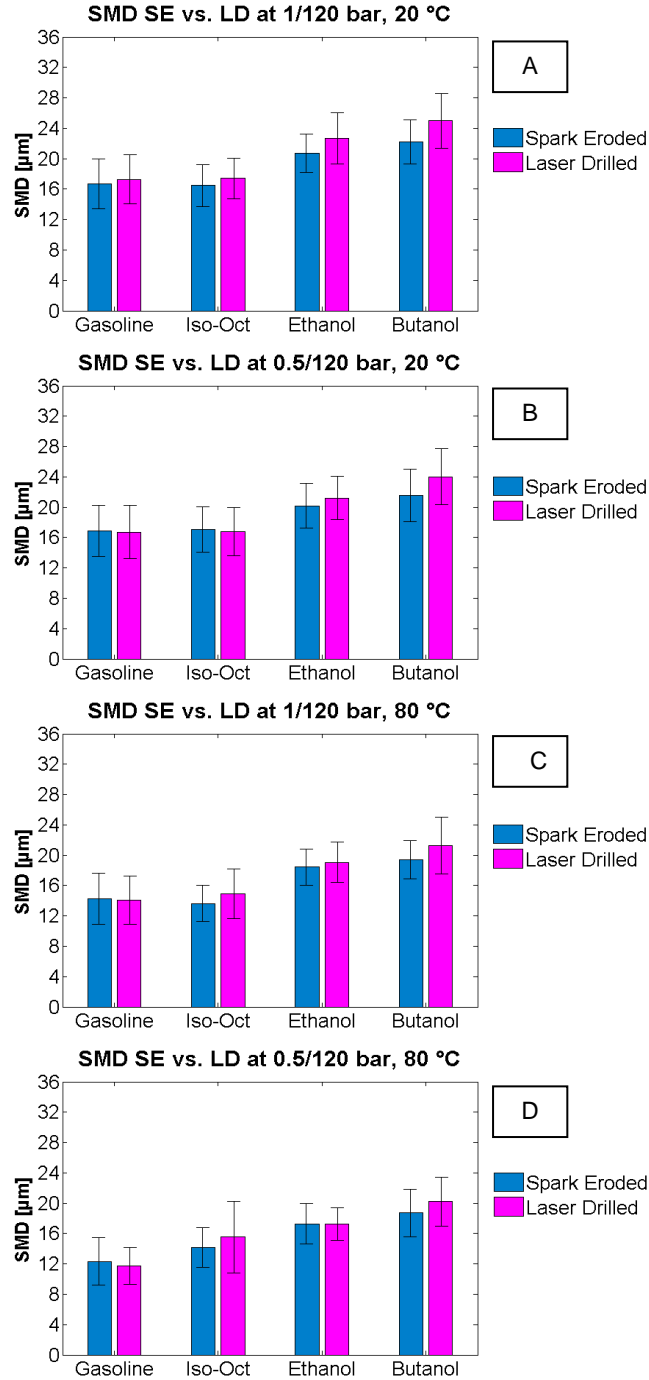 SMD SE vs. LD at 1/120 bar, 20 °C
A
36
32
28
24
20
16
12
8
4
0
SMD [µm]
Spark Eroded
Laser Drilled
Gasoline Iso-Oct Ethanol Butanol
SMD SE vs. LD at 0.5/120 bar, 20 °C
B
36
32
28
24
20
16
12
8
4
0
SMD [µm]
Spark Eroded
Laser Drilled
Gasoline Iso-Oct Ethanol Butanol
SMD SE vs. LD at 1/120 bar, 80 °C
C
36
32
28
24
20
16
12
8
4
0
SMD [µm]
Spark Eroded
Laser Drilled
Gasoline Iso-Oct Ethanol Butanol
SMD SE vs. LD at 0.5/120 bar, 80 °C
D
36
32
28
24
20
16
12
8
4
0
SMD [µm]
Spark Eroded
Laser Drilled
Gasoline Iso-Oct Ethanol Butanol